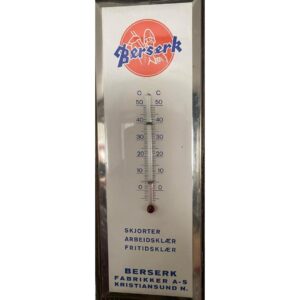 Berserk
C C
50 50
40 40
30 30
20 20
10 10
0 0
SKJORTER
ARBEIDSKLÆR
FRITIDSKLÆR
BERSERK
FABRIKKER A-S
KRISTIANSUND N.